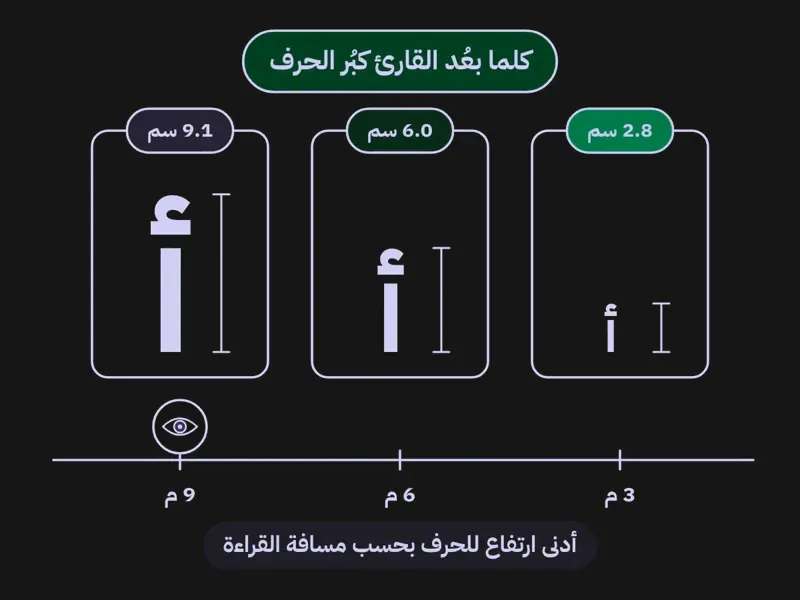 كلما بعُد القارئ كبُر الحرف
2.8 سم
6.0 سم
9.1 سم
أ
أ
أ
3 م
6 م
9 م
أدنى ارتفاع للحرف بحسب مسافة القراءة